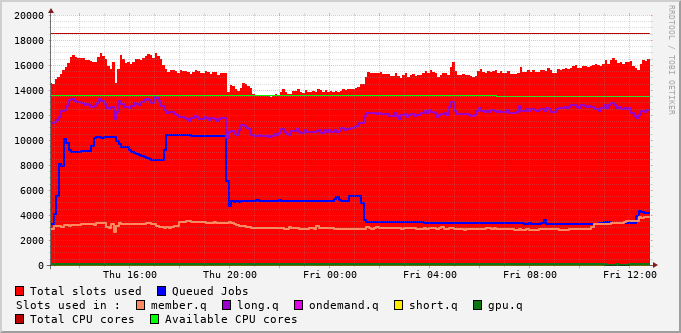 RRDTOOL / TOBI OETIKER
20000
18000
16000
14000
12000
10000
8000
6000
4000
2000
0
Thu 16:00 Thu 20:00 Fri 00:00 Fri 04:00 Fri 08:00 Fri 12:00
Total slots used Queued Jobs
Slots used in : member.q long.q ondemand.q short.q gpu.q
Total CPU cores Available CPU cores